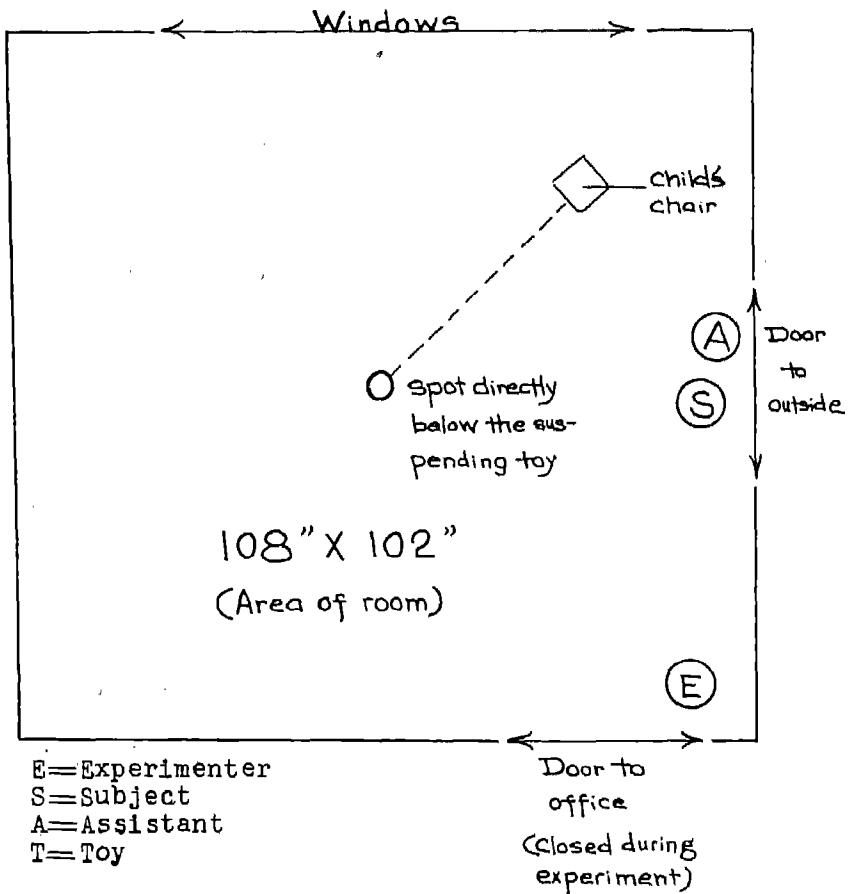 Windows
Child's
chair
A
Door
to
outside
S
spot directly
below the sus-
pending toy
108" X 102"
(Area of room)
E
E=Experimenter
S=Subject
A=Assistant
T=Toy
Door to
office
(closed during
experiment)